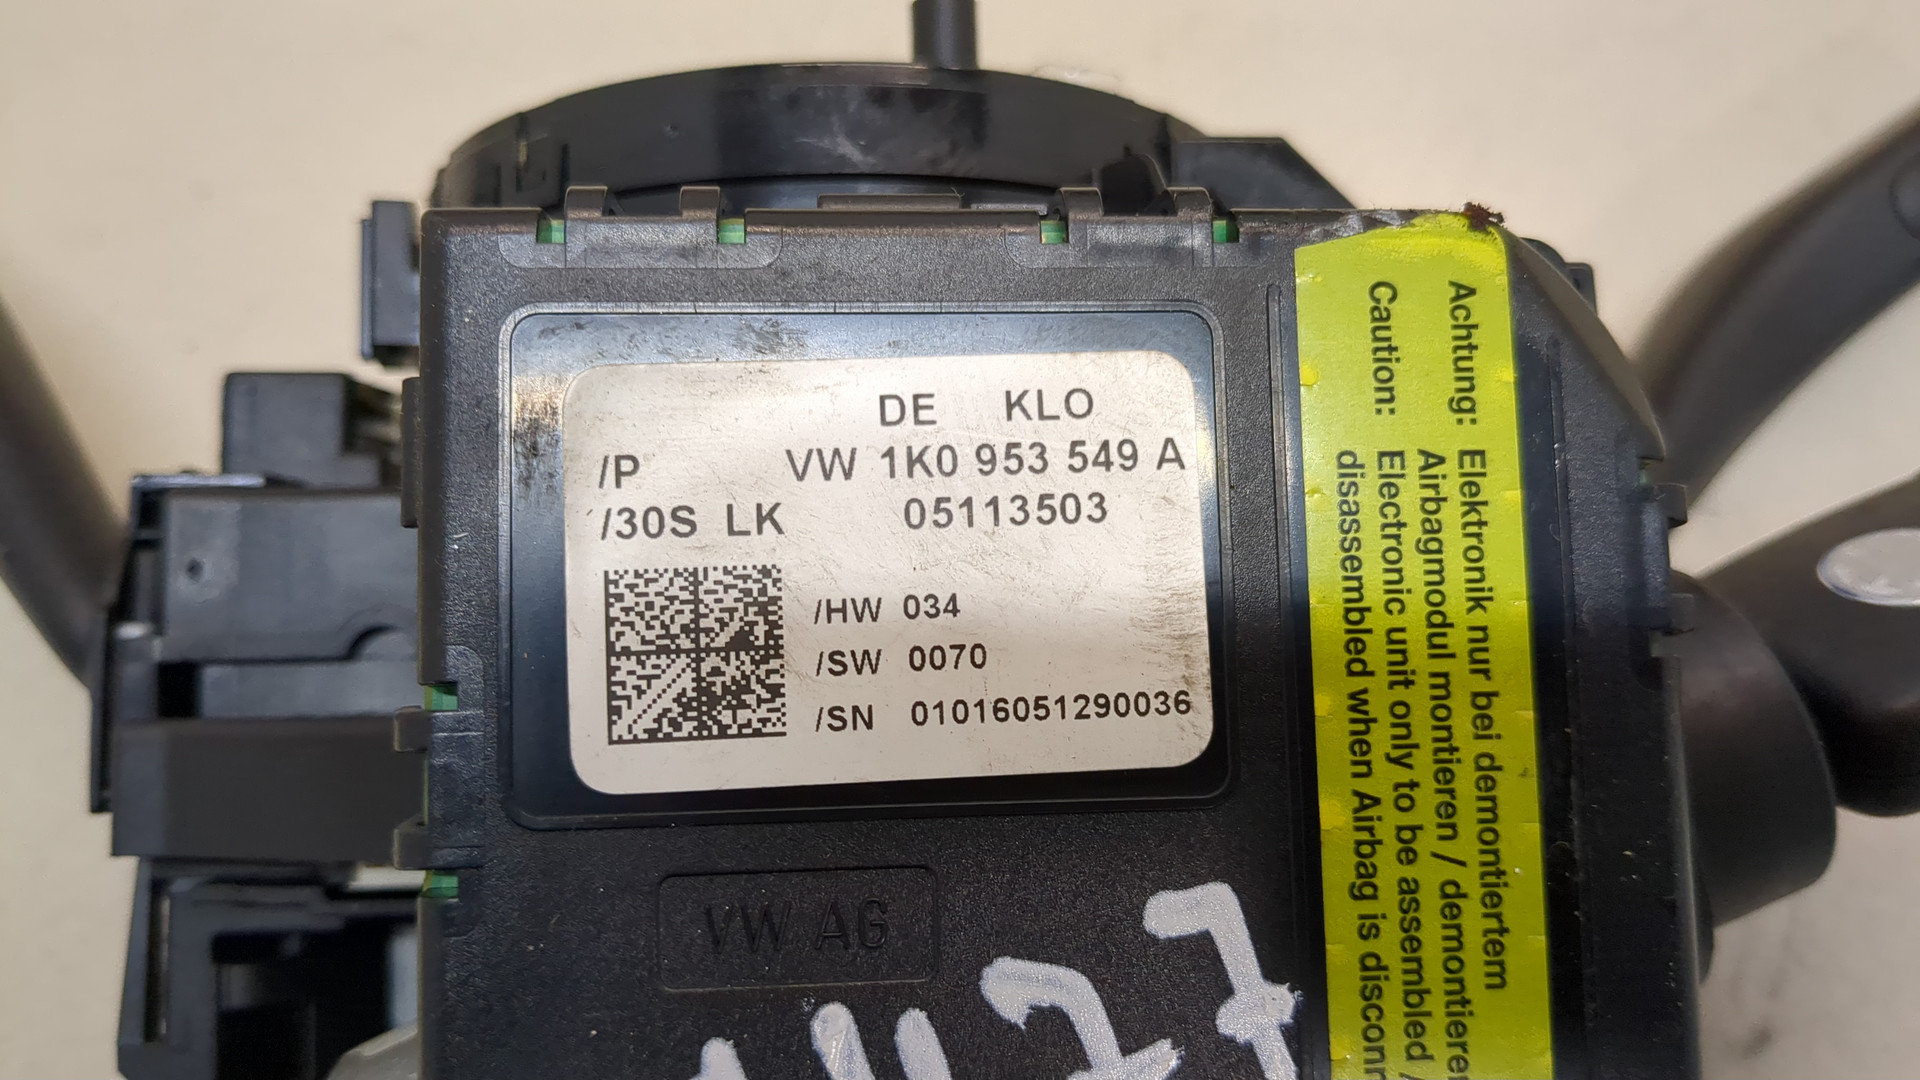 DE KLO
/P VW 1K0 953 549 A
/30S LK 05113503
/HW 034
/SW 0070
/SN 01016051290036
VW AG
Achtung: Elektronik nur bei demontiertem
Airbagmodul montieren / demontieren
Caution: Electronic unit only to be assembled /
disassembled when Airbag is disconn